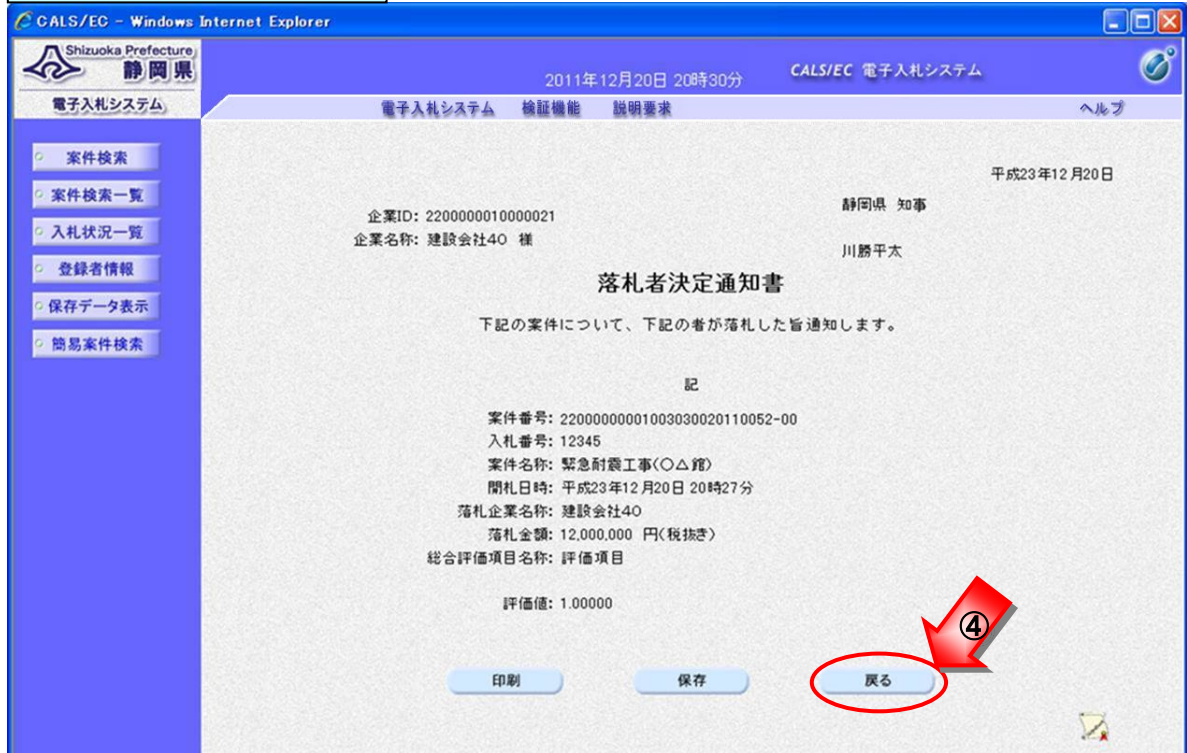 CALS/EC - Windows Internet Explorer
Shizuoka Prefecture
静岡県
電子入札システム
2011年12月20日 20時30分
CALS/EC 電子入札システム
電子入札システム 検証機能 説明要求 ヘルプ
案件検索
案件検索一覧
入札状況一覧
登録者情報
保存データ表示
簡易案件検索
平成23年12月20日
静岡県 知事
企業ID: 2200000010000021
企業名称: 建設会社40 様
川勝平太
落札者決定通知書
下記の案件について、下記の者が落札した旨通知します。
記
案件番号: 22000000001003030020110052-00
入札番号: 12345
案件名称: 緊急耐震工事(○△館)
開札日時: 平成23年12月20日 20時27分
落札企業名称: 建設会社40
落札金額: 12,000,000 円(税抜き)
総合評価項目名称: 評価項目
評価値: 1.00000
④
印刷 保存 戻る